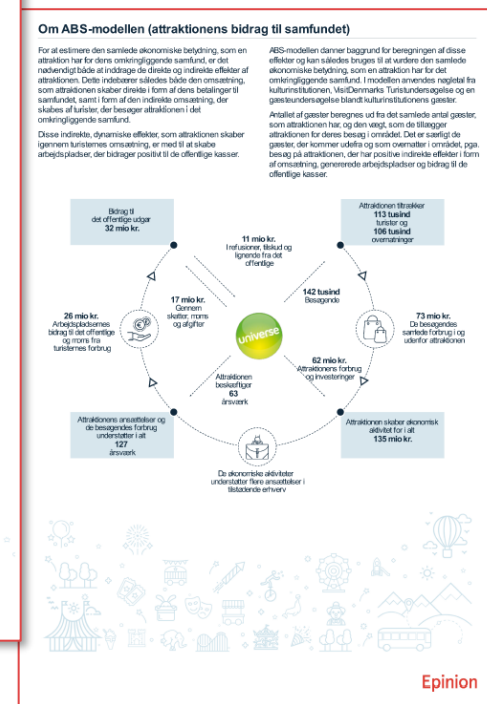 Om ABS-modellen (attraktionens bidrag til samfundet)
For at estimere den samlede økonomiske betydning, som en
attraktion har for dens omkringliggende samfund, er det
nødvendigt både at inddrage de direkte og indirekte effekter af
attraktionen. Dette indebærer således både den omsætning,
som attraktionen skaber direkte i form af dens betalinger til
samfundet, samt i form af den indirekte omsætning, der
skabes af turister, der besøger attraktionen i det
omkringliggende samfund.
Disse indirekte, dynamiske effekter, som attraktionen skaber
igennem turisternes omsætning, er med til at skabe
arbejdspladser, der bidrager positivt til de offentlige kasser.
ABS-modellen danner baggrund for beregningen af disse
effekter og kan således bruges til at vurdere den samlede
økonomiske betydning, som en attraktion har for det
omkringliggende samfund. I modellen anvendes nøgletal fra
kulturinstitutionen, VisitDenmarks Turistundersøgelse og en
gæsteundersøgelse blandt kulturinstitutionens gæster.
Antallet af gæster beregnes ud fra det samlede antal gæster,
som attraktionen har, og den vægt, som de tillægger
attraktionen for deres besøg i området. Det er særligt de
gæster, der kommer udefra og som overnatter i området, pga.
besøg på attraktionen, der har positive indirekte effekter i form
af omsætning, genererede arbejdspladser og bidrag til de
offentlige kasser.
Bidrag til
det offentlige udgør
32 mio kr.
11 mio kr.
I refusioner, tilskud og
lignende fra det
offentlige
Attraktionen tiltrækker
113 tusind
turister og
106 tusind
overnatninger
17 mio kr.
Gennem
skatter, moms
og afgifter
142 tusind
Besøgende
26 mio kr.
Arbejdspladsernes
bidrag til det offentlige
og moms fra
turisternes forbrug
universe
73 mio kr.
De besøgendes
samlede forbrug i og
udenfor attraktionen
Attraktionen
beskæftiger
63
årsværk
62 mio kr.
Attraktionens forbrug
og investeringer
Attraktionens ansættelser og
de besøgendes forbrug
understøtter i alt
127
årsværk
Attraktionen skaber økonomisk
aktivitet for i alt
135 mio kr.
De økonomiske aktiviteter
understøtter flere ansættelser i
tilstødende erhverv
Epinion